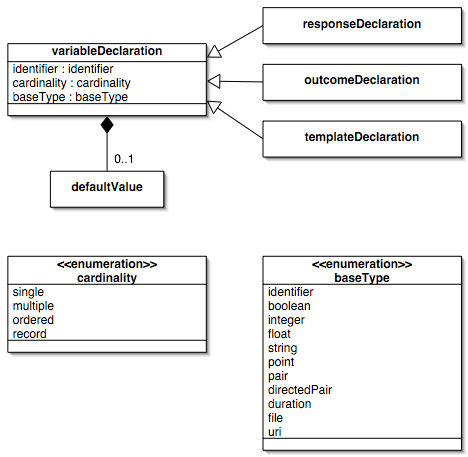 variableDeclaration
identifier : identifier
cardinality : cardinality
baseType : baseType
responseDeclaration
outcomeDeclaration
templateDeclaration
0..1
defaultValue
<<enumeration>>
cardinality
single
multiple
ordered
record
<<enumeration>>
baseType
identifier
boolean
integer
float
string
point
pair
directedPair
duration
file
uri